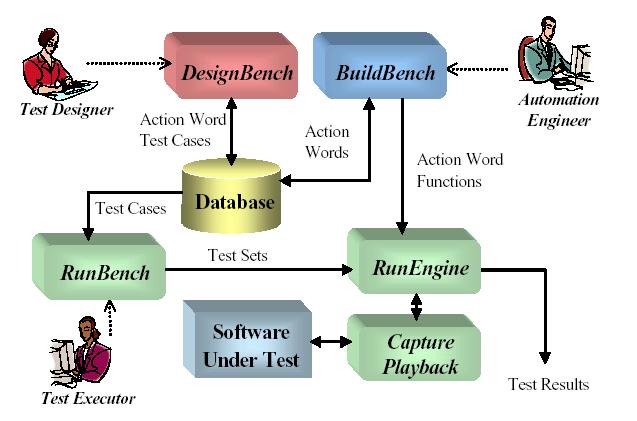 DesignBench
BuildBench
Test Designer
Automation
Engineer
Action Word
Test Cases
Action
Words
Action Word
Functions
Database
Test Cases
RunBench
Test Sets
RunEngine
Software
Under Test
Capture
Playback
Test Results
Test Executor